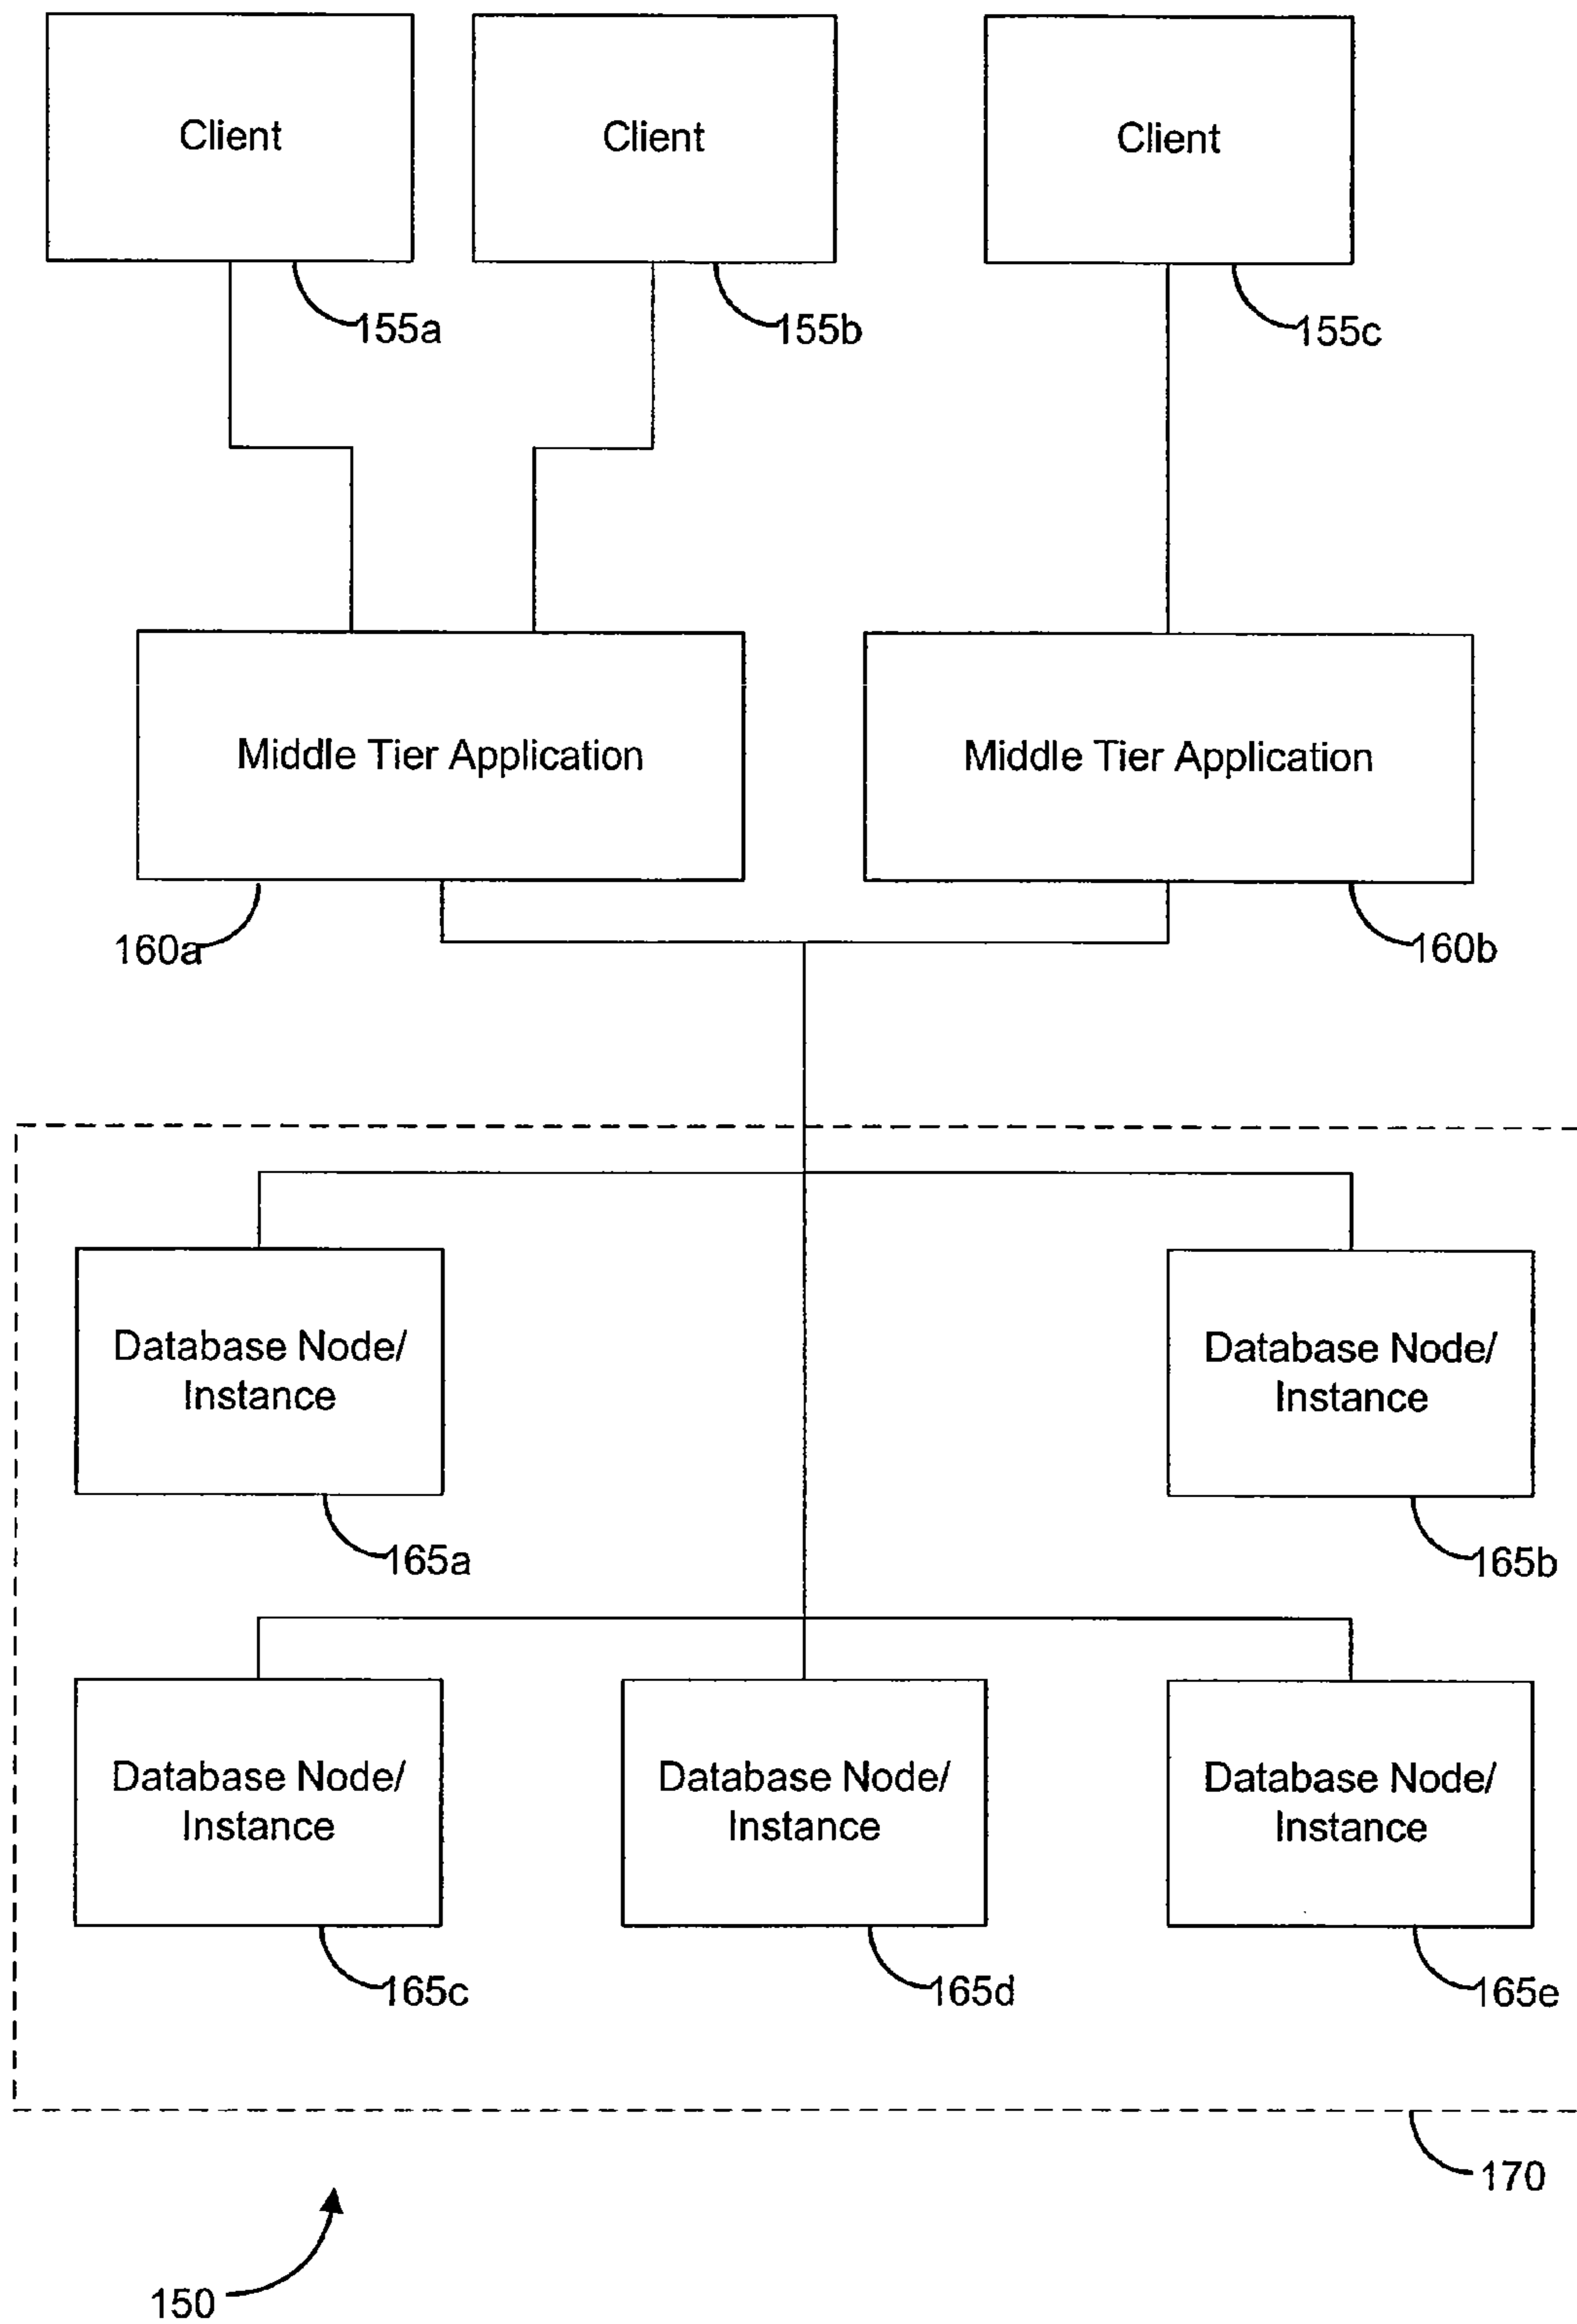 Client
Client
Client
155a
155b
155c
Middle Tier Application
Middle Tier Application
160a
160b
Database Node/
Instance
Database Node/
Instance
165a
165b
Database Node/
Instance
Database Node/
Instance
Database Node/
Instance
165c
165d
165e
170
150